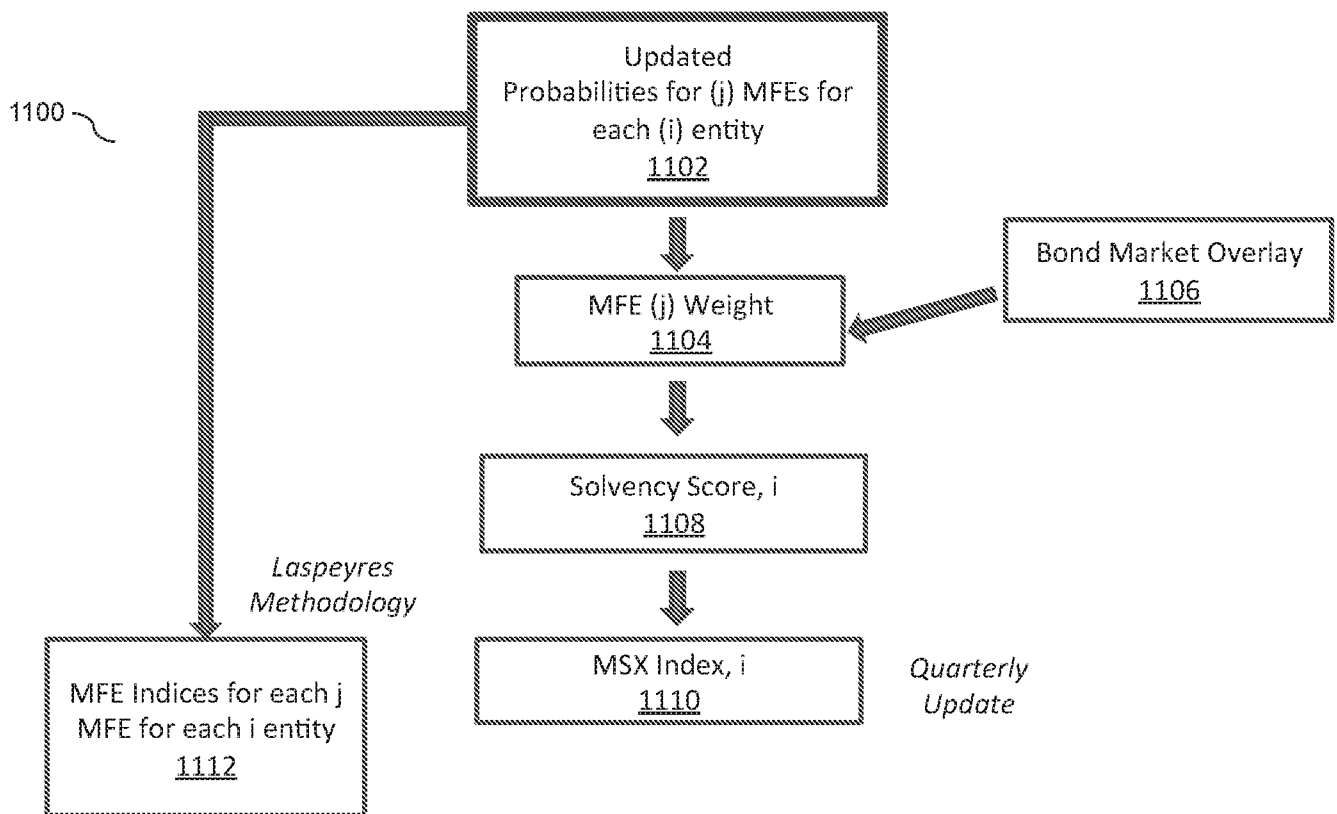 Updated
Probabilities for (j) MFEs for
each (i) entity
1102
1100
Bond Market Overlay
1106
MFE (j) Weight
1104
Solvency Score, i
1108
Laspeyres
Methodology
MSX Index, i
1110
Quarterly
Update
MFE Indices for each j
MFE for each i entity
1112